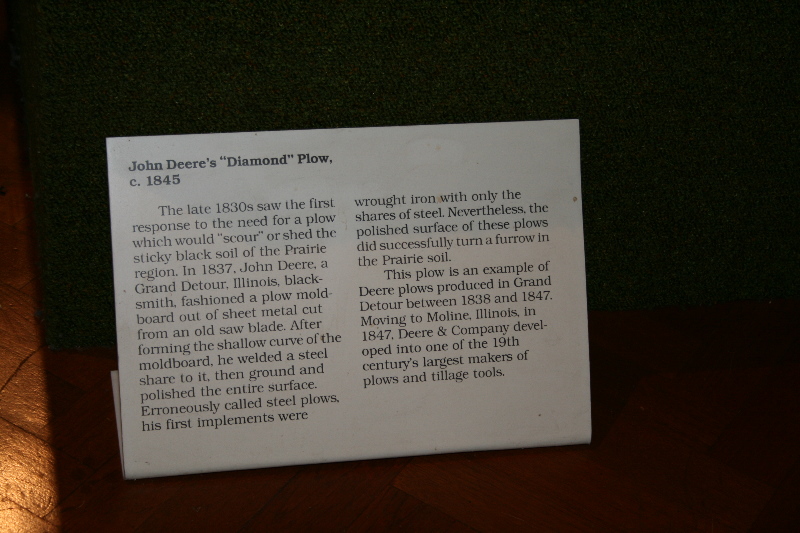 John Deere's "Diamond" Plow,
c. 1845
The late 1830s saw the first
response to the need for a plow
which would "scour" or shed the
sticky black soil of the Prairie
region. In 1837, John Deere, a
Grand Detour, Illinois, black-
smith, fashioned a plow mold-
board out of sheet metal cut
from an old saw blade. After
forming the shallow curve of the
moldboard, he welded a steel
share to it, then ground and
polished the entire surface.
Erroneously called steel plows,
his first implements were
wrought iron with only the
shares of steel. Nevertheless, the
polished surface of these plows
did successfully turn a furrow in
the Prairie soil.
This plow is an example of
Deere plows produced in Grand
Detour between 1838 and 1847.
Moving to Moline, Illinois, in
1847, Deere & Company devel-
oped into one of the 19th
century's largest makers of
plows and tillage tools.